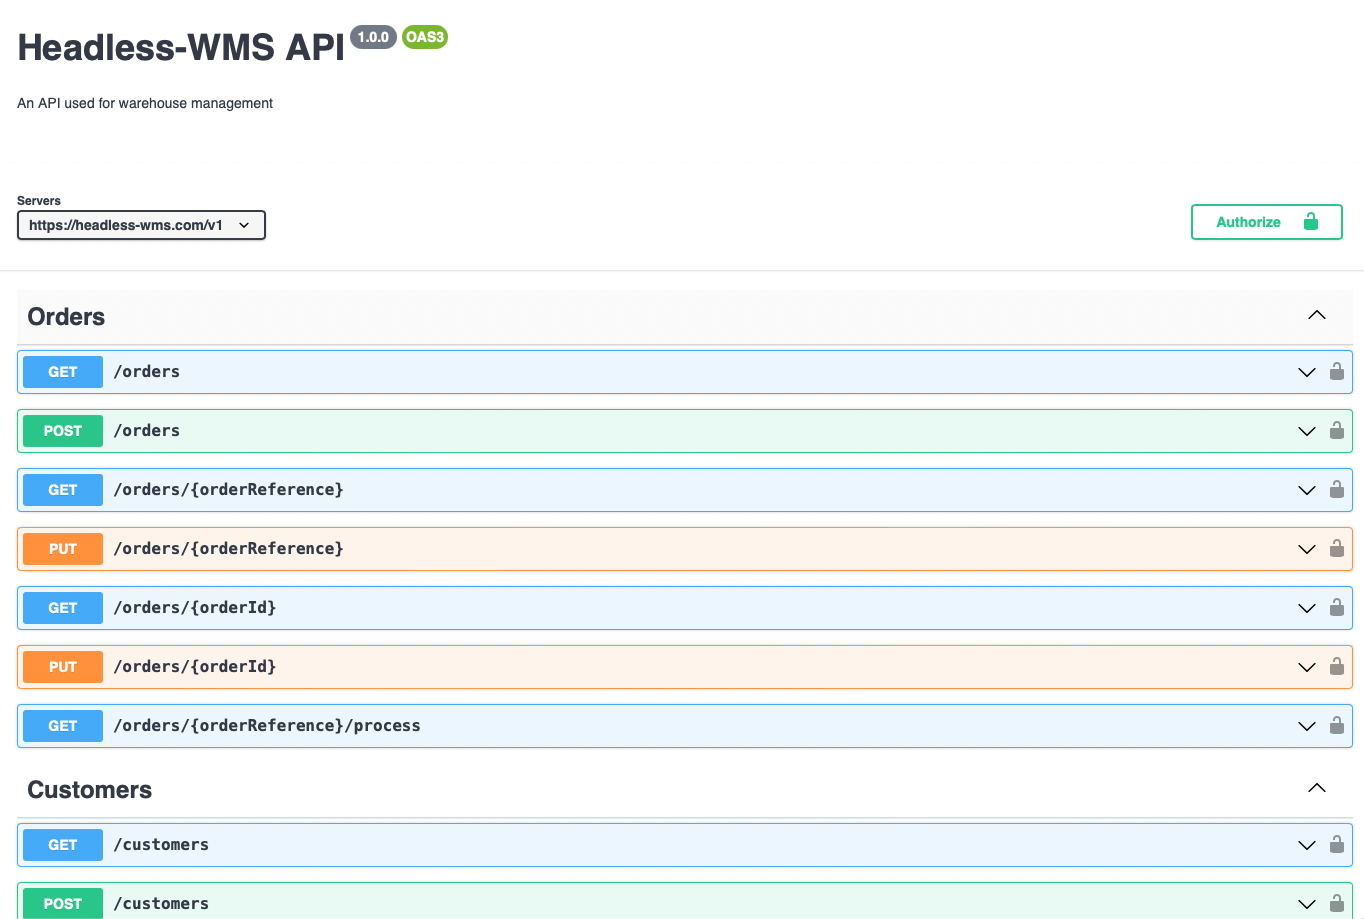 Headless-WMS API 1.0.0 OAS3
An API used for warehouse management
Servers
https://headless-wms.com/v1
Authorize
Orders
GET /orders
POST /orders
GET /orders/{orderReference}
PUT /orders/{orderReference}
GET /orders/{orderId}
PUT /orders/{orderId}
GET /orders/{orderReference}/process
Customers
GET /customers
POST /customers